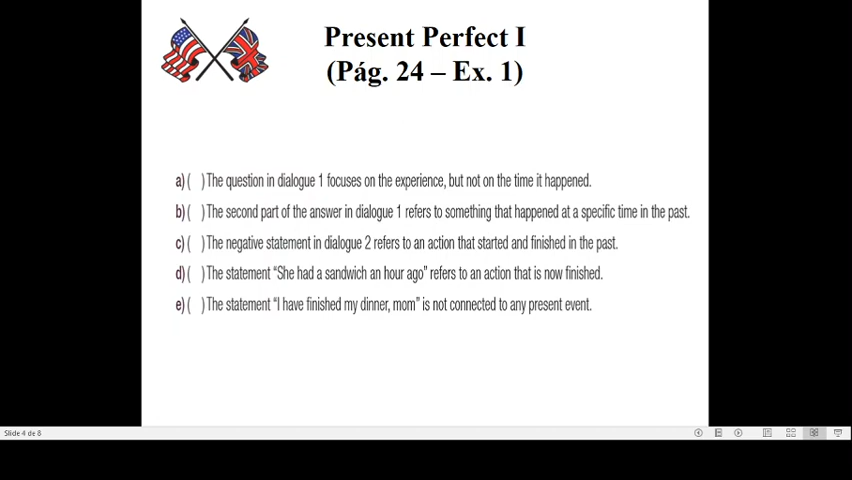 Present Perfect I
(Pág. 24 – Ex. 1)
a) ( ) The question in dialogue 1 focuses on the experience, but not on the time it happened.
b) ( ) The second part of the answer in dialogue 1 refers to something that happened at a specific time in the past.
c) ( ) The negative statement in dialogue 2 refers to an action that started and finished in the past.
d) ( ) The statement “She had a sandwich an hour ago” refers to an action that is now finished.
e) ( ) The statement “I have finished my dinner, mom” is not connected to any present event.
Slide 4 de 8